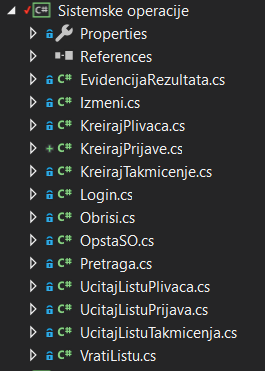 C# Sistemske operacije
Properties
References
C# EvidencijaRezultata.cs
C# Izmeni.cs
C# KreirajPlivaca.cs
C# KreirajPrijave.cs
C# KreirajTakmicenje.cs
C# Login.cs
C# Obrisi.cs
C# OpstaSO.cs
C# Pretraga.cs
C# UcitajListuPlivaca.cs
C# UcitajListuPrijava.cs
C# UcitajListuTakmicenja.cs
C# VratiListu.cs